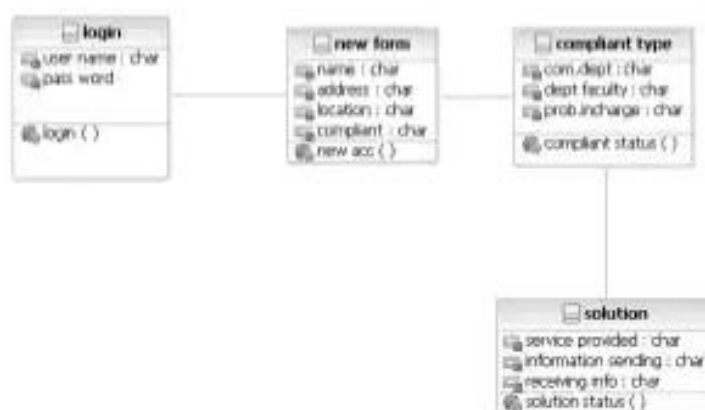 login
user name : char
pass word
login ( )
new form
name : char
address : char
location : char
compliant : char
new acc ( )
compliant type
com.dept : char
dept faculty : char
prob.incharge : char
compliant status ( )
solution
service provided : char
information sending : char
receiving info : char
solution status ( )